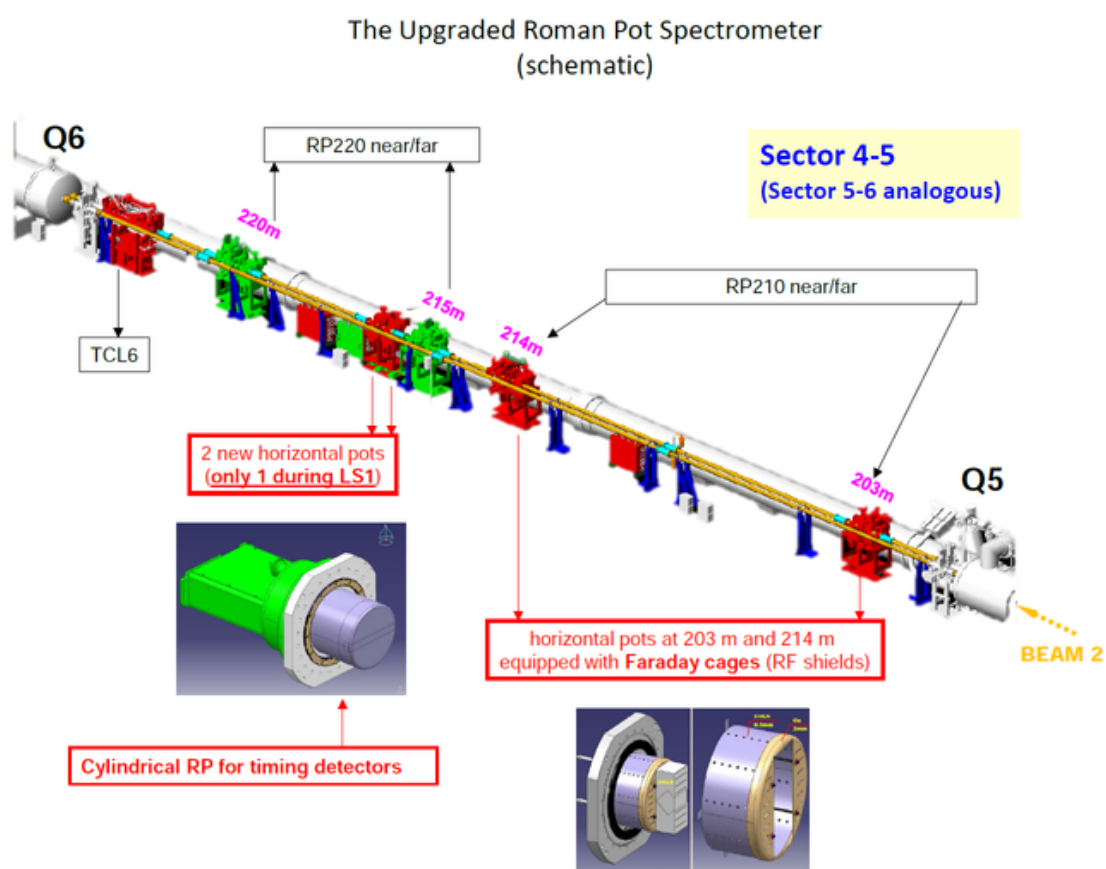 The Upgraded Roman Pot Spectrometer
(schematic)
Q6
RP220 near/far
Sector 4-5
(Sector 5-6 analogous)
220m
RP210 near/far
215m
214m
TCL6
2 new horizontal pots
(only 1 during LS1)
203m
Q5
horizontal pots at 203 m and 214 m
equipped with Faraday cages (RF shields)
BEAM 2
Cylindrical RP for timing detectors